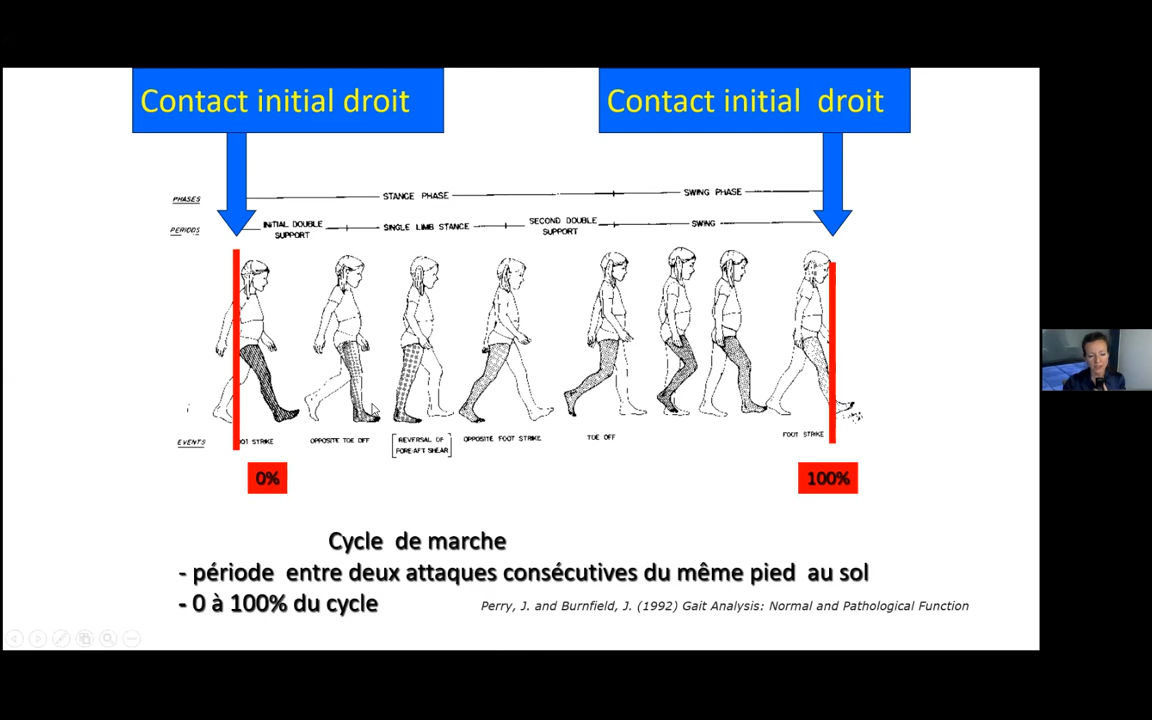 Contact initial droit
Contact initial droit
PHASES
STANCE PHASE
SWING PHASE
PERIODS
INITIAL DOUBLE
SUPPORT
SINGLE LIMB STANCE
SECOND DOUBLE
SUPPORT
SWING
EVENTS
OOT STRIKE
OPPOSITE TOE OFF
REVERSAL OF
FORE-AFT SHEAR
OPPOSITE FOOT STRIKE
TOE OFF
FOOT STRIKE
0%
100%
Cycle de marche
- période entre deux attaques consécutives du même pied au sol
- 0 à 100% du cycle
Perry, J. and Burnfield, J. (1992) Gait Analysis: Normal and Pathological Function